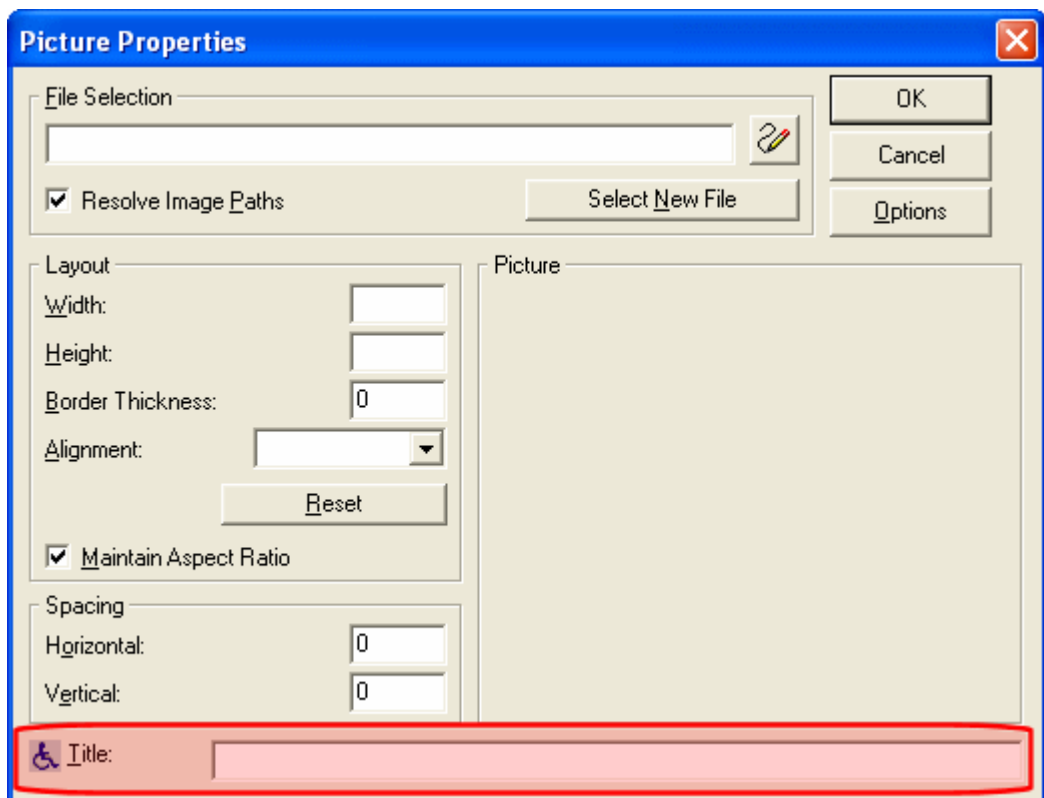 Picture Properties
File Selection
OK
Cancel
Resolve Image Paths
Select New File
Options
Layout
Picture
Width:
Height:
Border Thickness:
0
Alignment:
Reset
Maintain Aspect Ratio
Spacing
Horizontal:
0
Vertical:
0
Title: